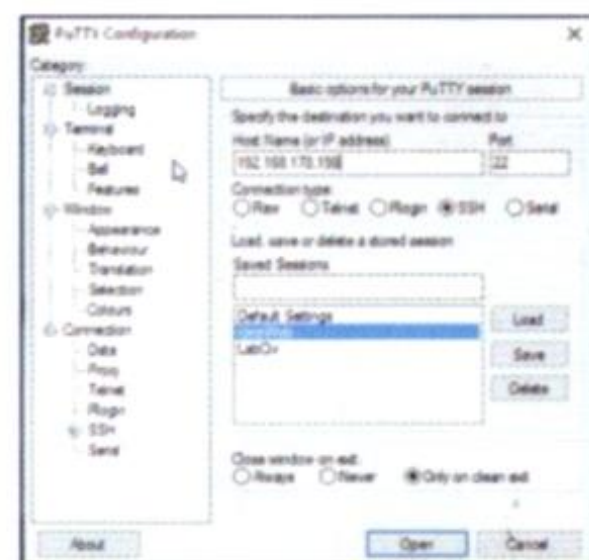 PuTTY Configuration
Category:
Session
Logging
Terminal
Keyboard
Bell
Features
Window
Appearance
Behaviour
Translation
Selection
Colours
Connection
Data
Proxy
Telnet
Rlogin
SSH
Serial
Basic options for your PuTTY session
Specify the destination you want to connect to
Host Name (or IP address) Port
192.168.178.198 22
Connection type:
Raw Telnet Rlogin SSH Serial
Load, save or delete a stored session
Saved Sessions
Default Settings
Load
Save
Delete
Close window on exit:
Always Never Only on clean exit
About Open Cancel